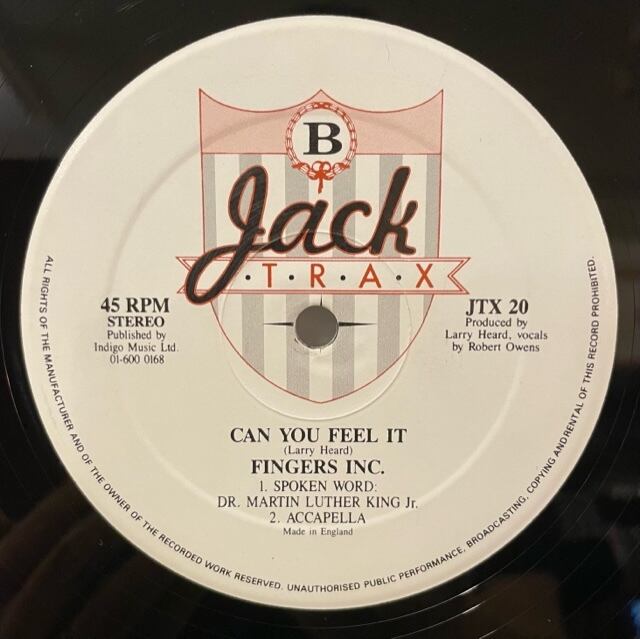 B
Jack
·T·R·A·X
45 RPM
STEREO
Published by
Indigo Music Ltd.
01-600 0168
JTX 20
Produced by
Larry Heard, vocals
by Robert Owens
CAN YOU FEEL IT
(Larry Heard)
FINGERS INC.
1. SPOKEN WORD:
DR. MARTIN LUTHER KING Jr.
2. ACCAPELLA
Made in England
ALL RIGHTS OF THE MANUFACTURER AND OF THE OWNER OF THE RECORDED WORK RESERVED. UNAUTHORISED PUBLIC PERFORMANCE, BROADCASTING, COPYING AND RENTAL OF THIS RECORD PROHIBITED.